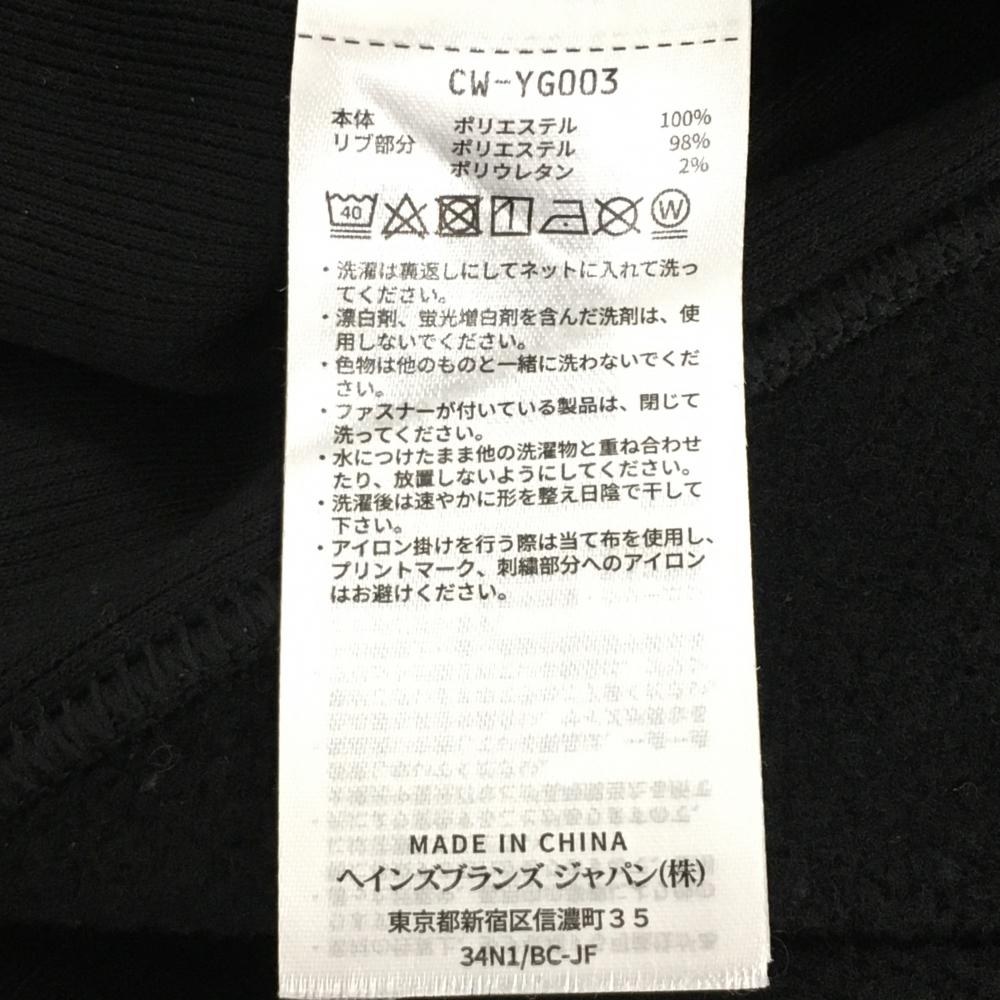 CW-YG003
本体 ポリエステル 100%
リブ部分 ポリエステル 98%
ポリウレタン 2%
40 W
・洗濯は裏返しにしてネットに入れて洗っ
てください。
・漂白剤、蛍光増白剤を含んだ洗剤は、使
用しないでください。
・色物は他のものと一緒に洗わないでくだ
さい。
・ファスナーが付いている製品は、閉じて
洗ってください。
・水につけたまま他の洗濯物と重ね合わせ
たり、放置しないようにしてください。
・洗濯後は速やかに形を整え日陰で干して
下さい。
・アイロン掛けを行う際は当て布を使用し、
プリントマーク、刺繍部分へのアイロン
はお避けください。
MADE IN CHINA
ヘインズブランズ ジャパン(株)
東京都新宿区信濃町35
34N1/BC-JF